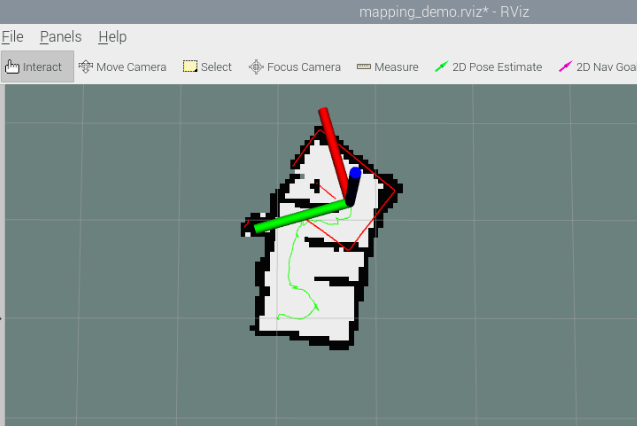 mapping_demo.rviz* - RViz
File Panels Help
Interact Move Camera Select Focus Camera Measure 2D Pose Estimate 2D Nav Goa